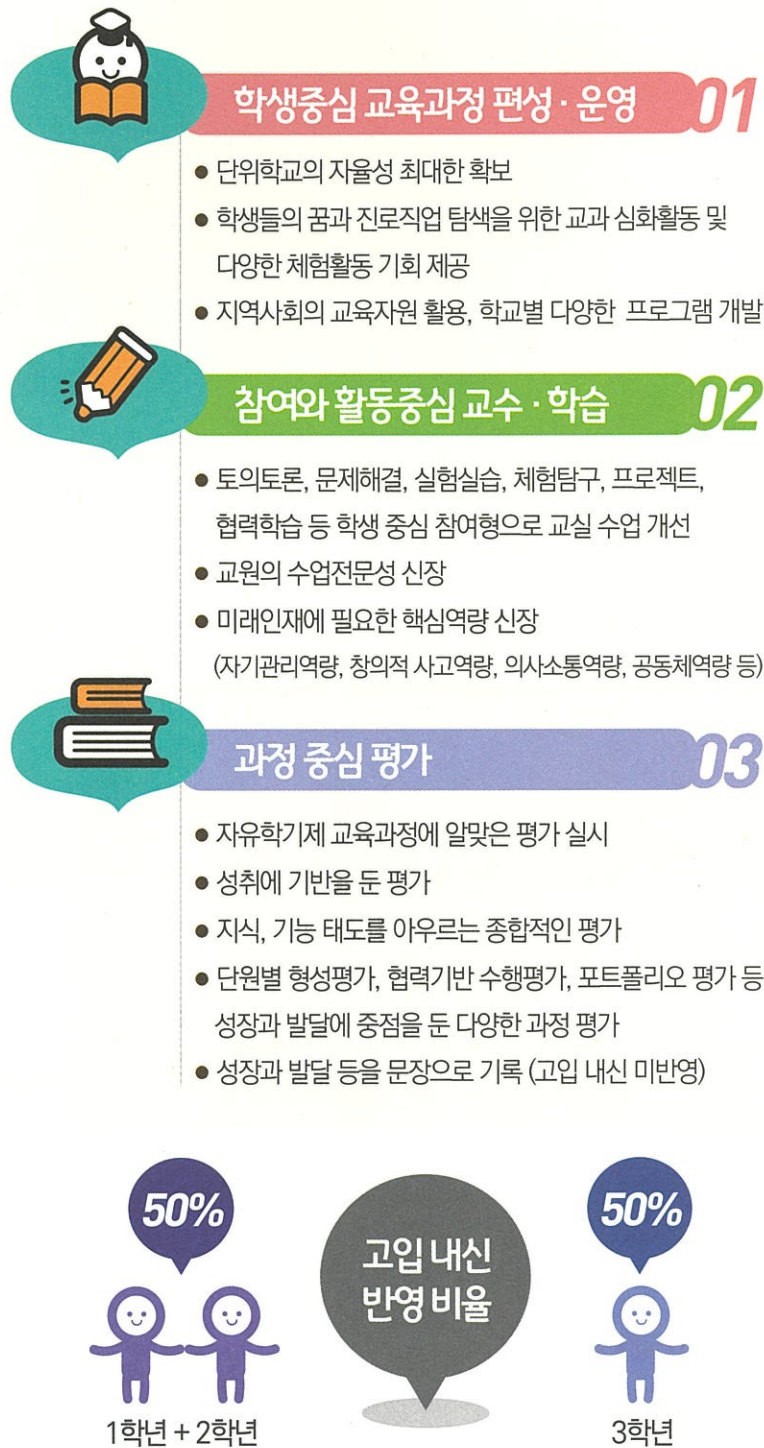 학생중심 교육과정 편성·운영 01
● 단위학교의 자율성 최대한 확보
● 학생들의 꿈과 진로직업 탐색을 위한 교과 심화활동 및
다양한 체험활동 기회 제공
● 지역사회의 교육자원 활용, 학교별 다양한 프로그램 개발
참여와 활동중심 교수·학습 02
● 토의토론, 문제해결, 실험실습, 체험탐구, 프로젝트,
협력학습 등 학생 중심 참여형으로 교실 수업 개선
● 교원의 수업전문성 신장
● 미래인재에 필요한 핵심역량 신장
(자기관리역량, 창의적 사고역량, 의사소통역량, 공동체역량 등)
과정 중심 평가 03
● 자유학기제 교육과정에 알맞은 평가 실시
● 성취에 기반을 둔 평가
● 지식, 기능 태도를 아우르는 종합적인 평가
● 단원별 형성평가, 협력기반 수행평가, 포트폴리오 평가 등
성장과 발달에 중점을 둔 다양한 과정 평가
● 성장과 발달 등을 문장으로 기록 (고입 내신 미반영)
50%
1학년 + 2학년
고입 내신
반영 비율
50%
3학년